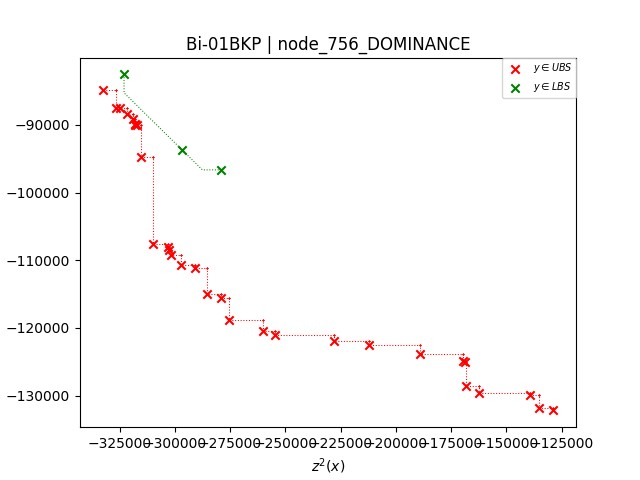 Bi-01BKP | node_756_DOMINANCE
y ∈ UBS
y ∈ LBS
−90000
−100000
−110000
−120000
−130000
−325000 −300000 −275000 −250000 −225000 −200000 −175000 −150000 −125000
z²(x)